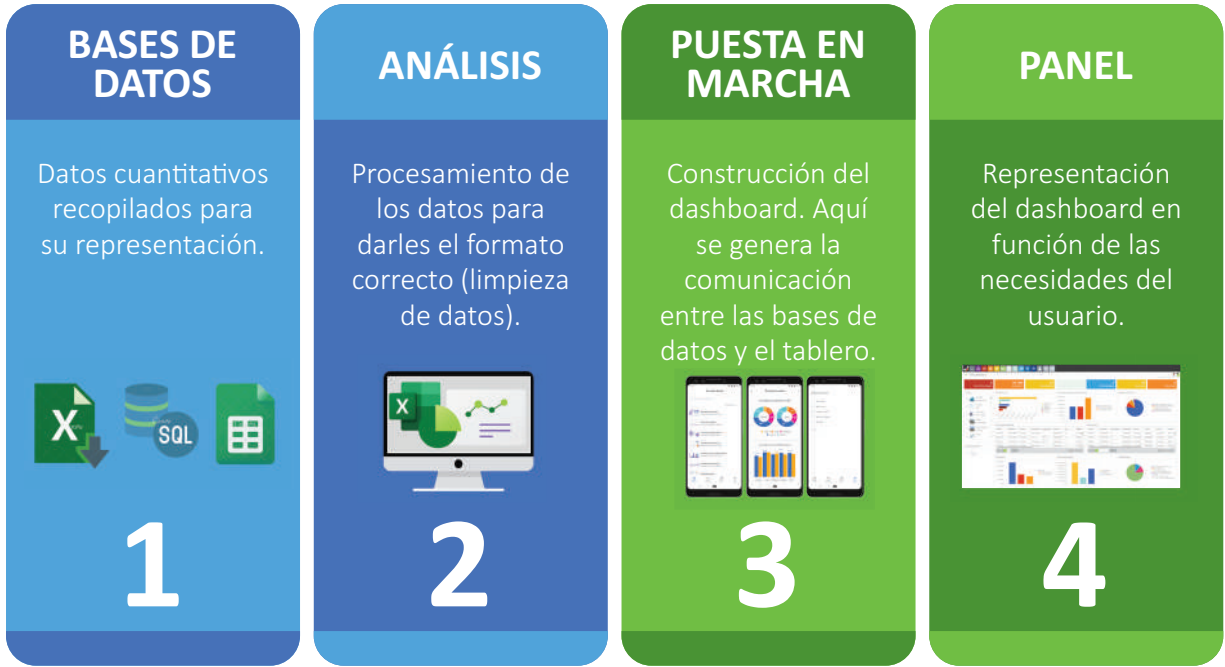 BASES DE
DATOS
Datos cuantitativos
recopilados para
su representación.
X
SQL
1
ANÁLISIS
Procesamiento de
los datos para
darles el formato
correcto (limpieza
de datos).
X
2
PUESTA EN
MARCHA
Construcción del
dashboard. Aquí
se genera la
comunicación
entre las bases de
datos y el tablero.
3
PANEL
Representación
del dashboard en
función de las
necesidades del
usuario.
4